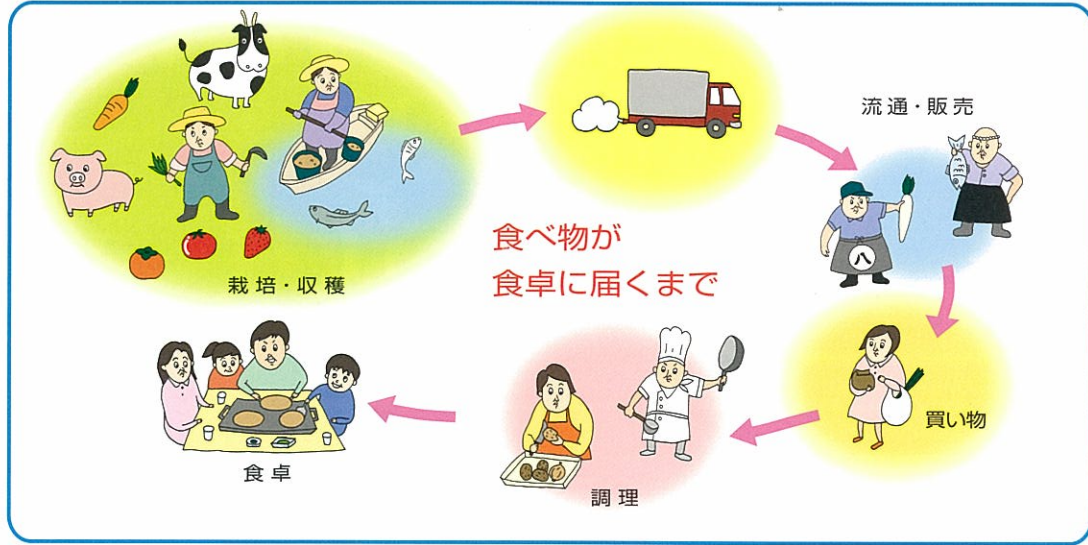 食べ物が
食卓に届くまで
栽培・収穫
流通・販売
八
買い物
調理
食卓